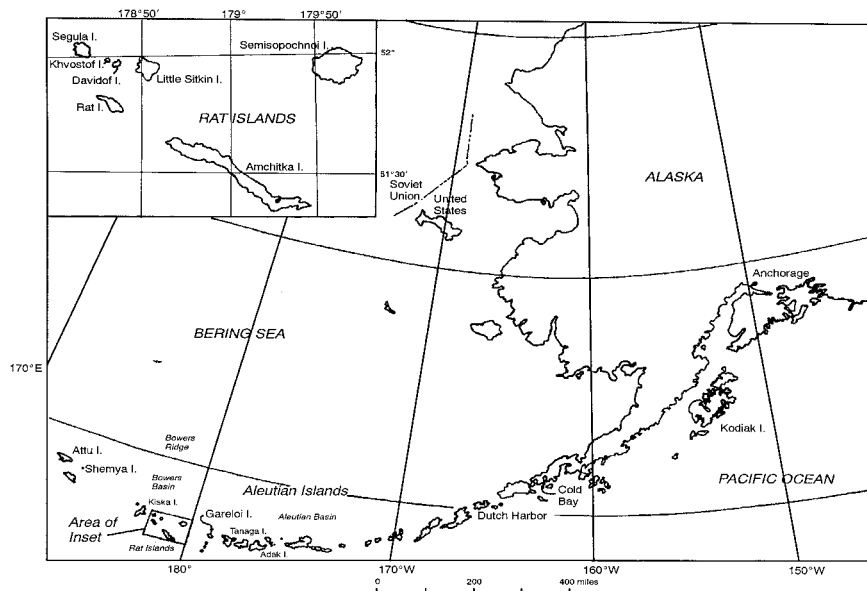 178°50'
179°
179°50'
Segula I.
Semisopochnoi I.
52°
Khvostof I.
Davidof I.
Little Sitkin I.
Rat I.
RAT ISLANDS
Amchitka I.
51°30'
Soviet
Union
United
States
ALASKA
Anchorage
BERING SEA
170°E
Kodiak I.
Bowers
Ridge
Attu I.
Shemya I.
Bowers
Basin
PACIFIC OCEAN
Kiska I.
Aleutian Islands
Cold
Bay
Gareloi I.
Aleutian Basin
Dutch Harbor
Area of
Inset
Tanaga I.
Rat Islands
Adak I.
180°
170°W
160°W
150°W
0 200 400 miles